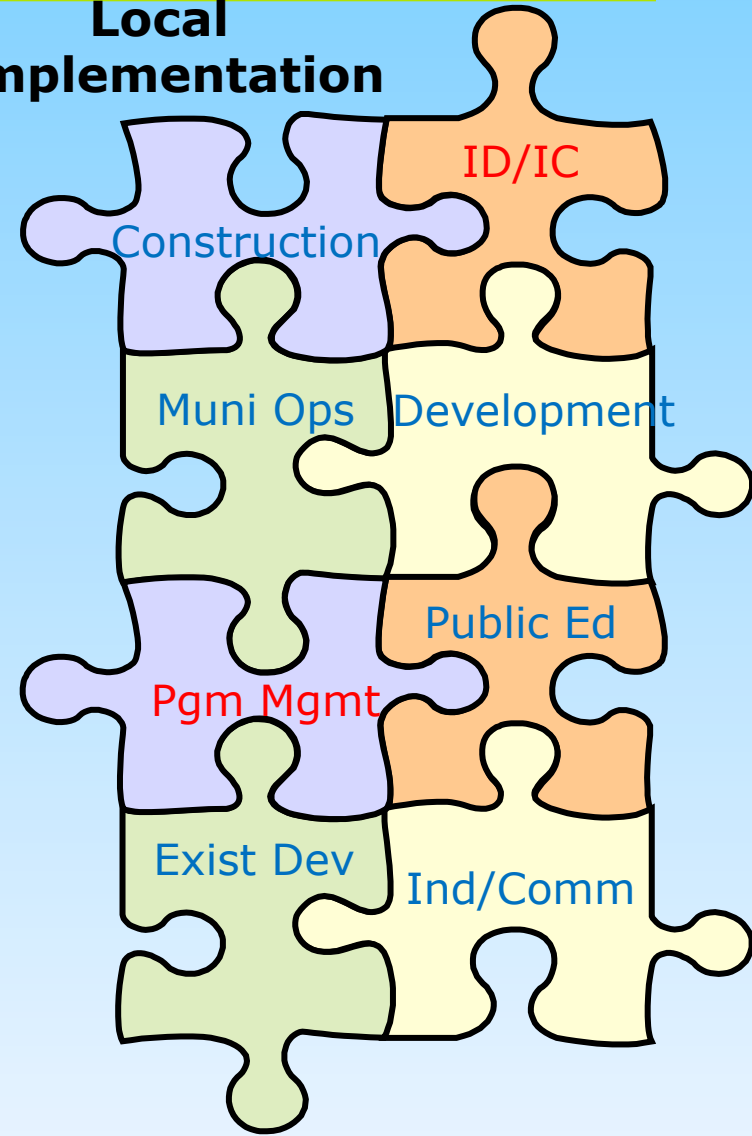 Local
mplementation
ID/IC
Construction
Muni Ops
Development
Public Ed
Pgm Mgmt
Exist Dev
Ind/Comm